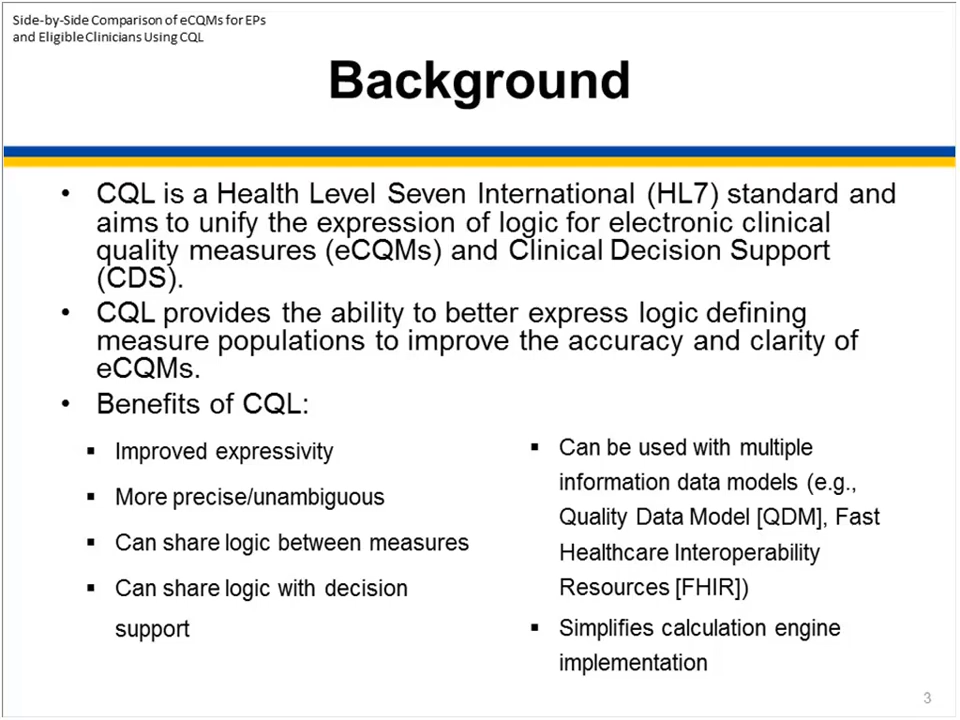 Side-by-Side Comparison of eCQMs for EPs
and Eligible Clinicians Using CQL
Background
• CQL is a Health Level Seven International (HL7) standard and
aims to unify the expression of logic for electronic clinical
quality measures (eCQMs) and Clinical Decision Support
(CDS).
• CQL provides the ability to better express logic defining
measure populations to improve the accuracy and clarity of
eCQMs.
• Benefits of CQL:
▪ Improved expressivity
▪ More precise/unambiguous
▪ Can share logic between measures
▪ Can share logic with decision
support
▪ Can be used with multiple
information data models (e.g.,
Quality Data Model [QDM], Fast
Healthcare Interoperability
Resources [FHIR])
▪ Simplifies calculation engine
implementation
3